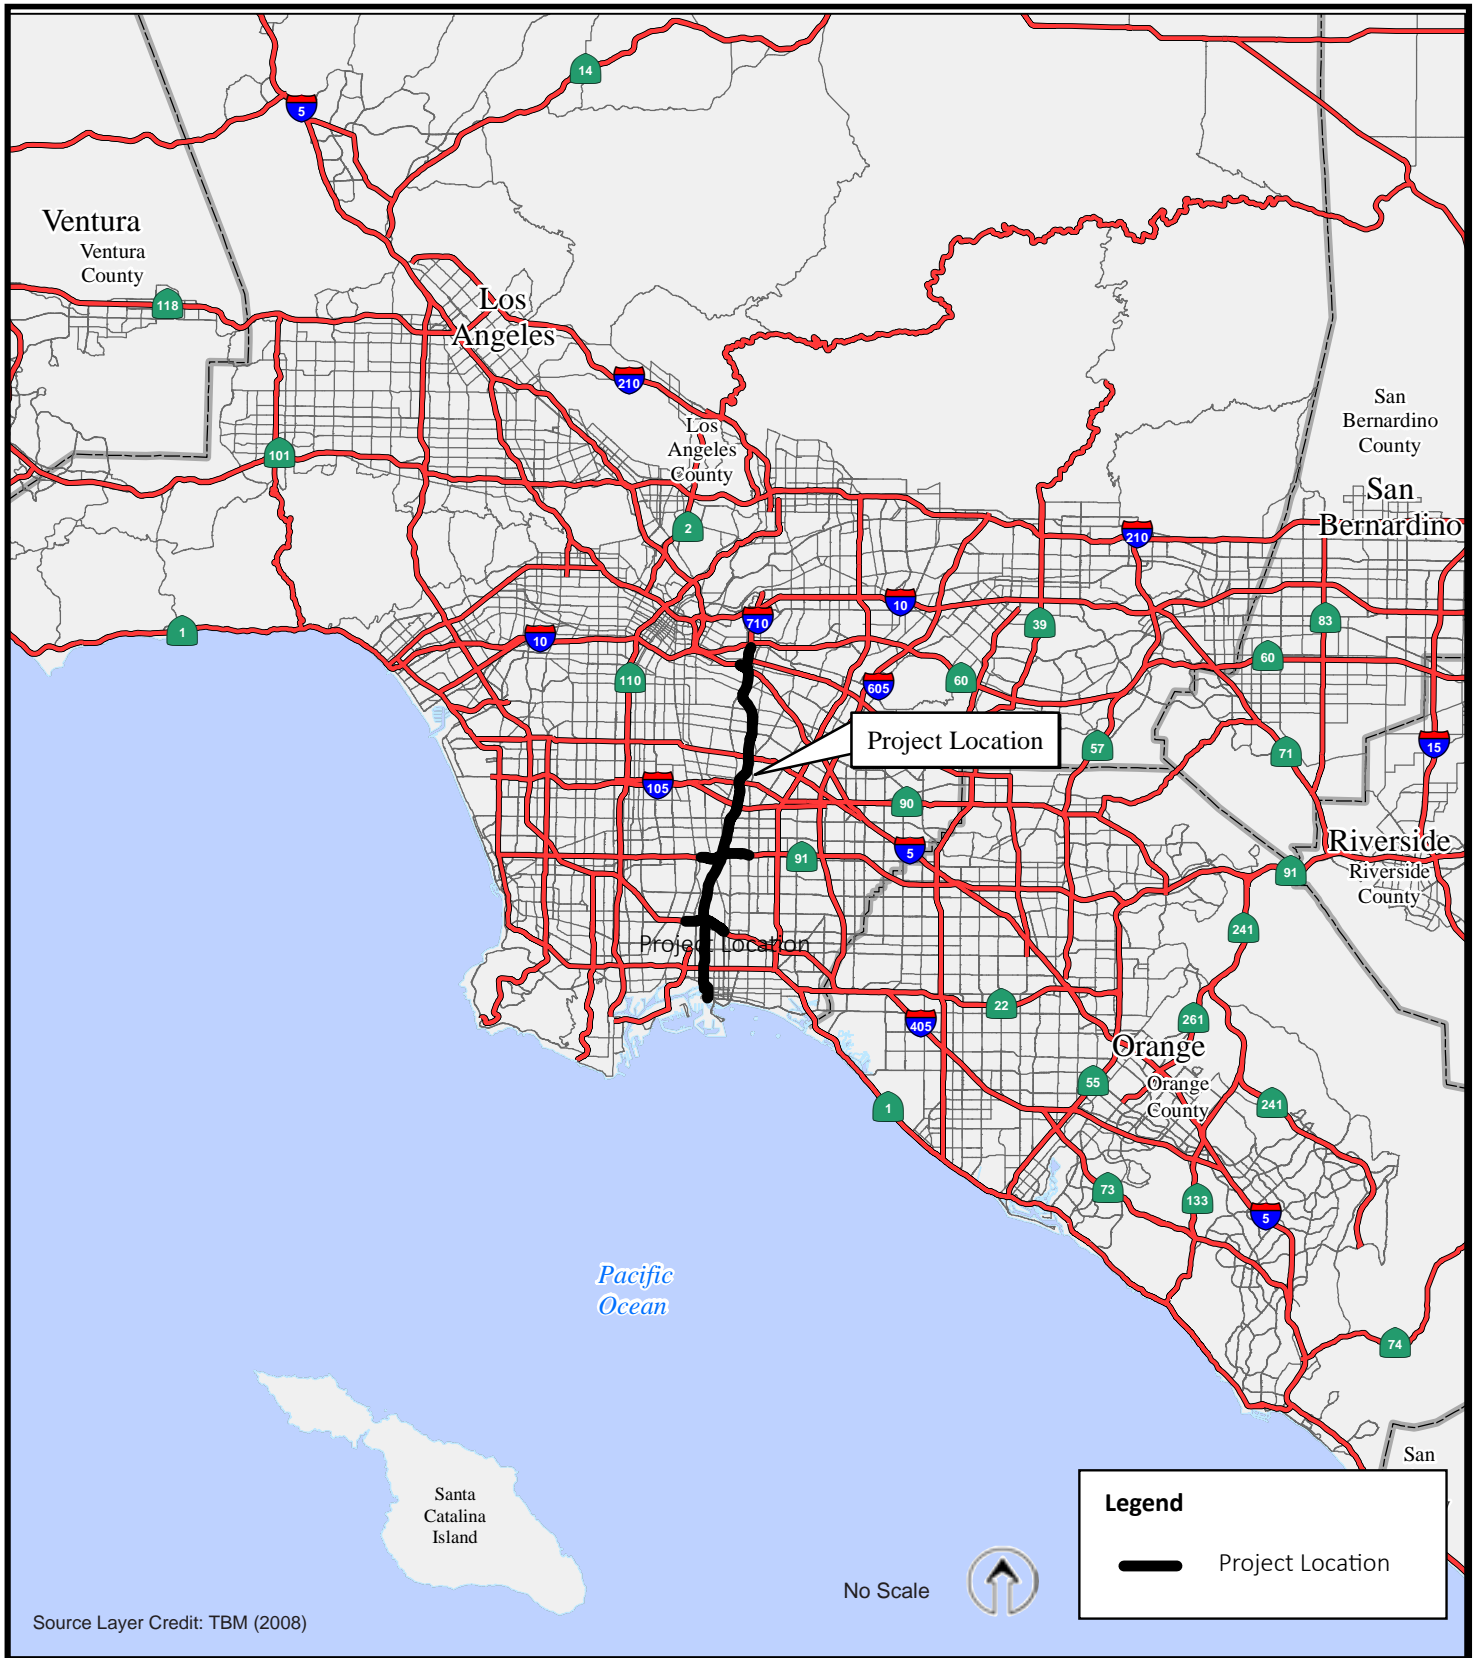 14
5
Ventura
Ventura
County
118
Los
Angeles
210
Los
Angeles
County
San
Bernardino
County
101
San
Bernardino
2
210
10
710
1
10
39
83
110
605
60
60
Project Location
57
71
15
105
90
91
5
Riverside
91
Riverside
County
241
Project Location
22
405
261
Orange
55
Orange
County
1
241
73
133
5
Pacific
Ocean
74
San
Legend
Santa
Catalina
Island
Project Location
No Scale
Source Layer Credit: TBM (2008)